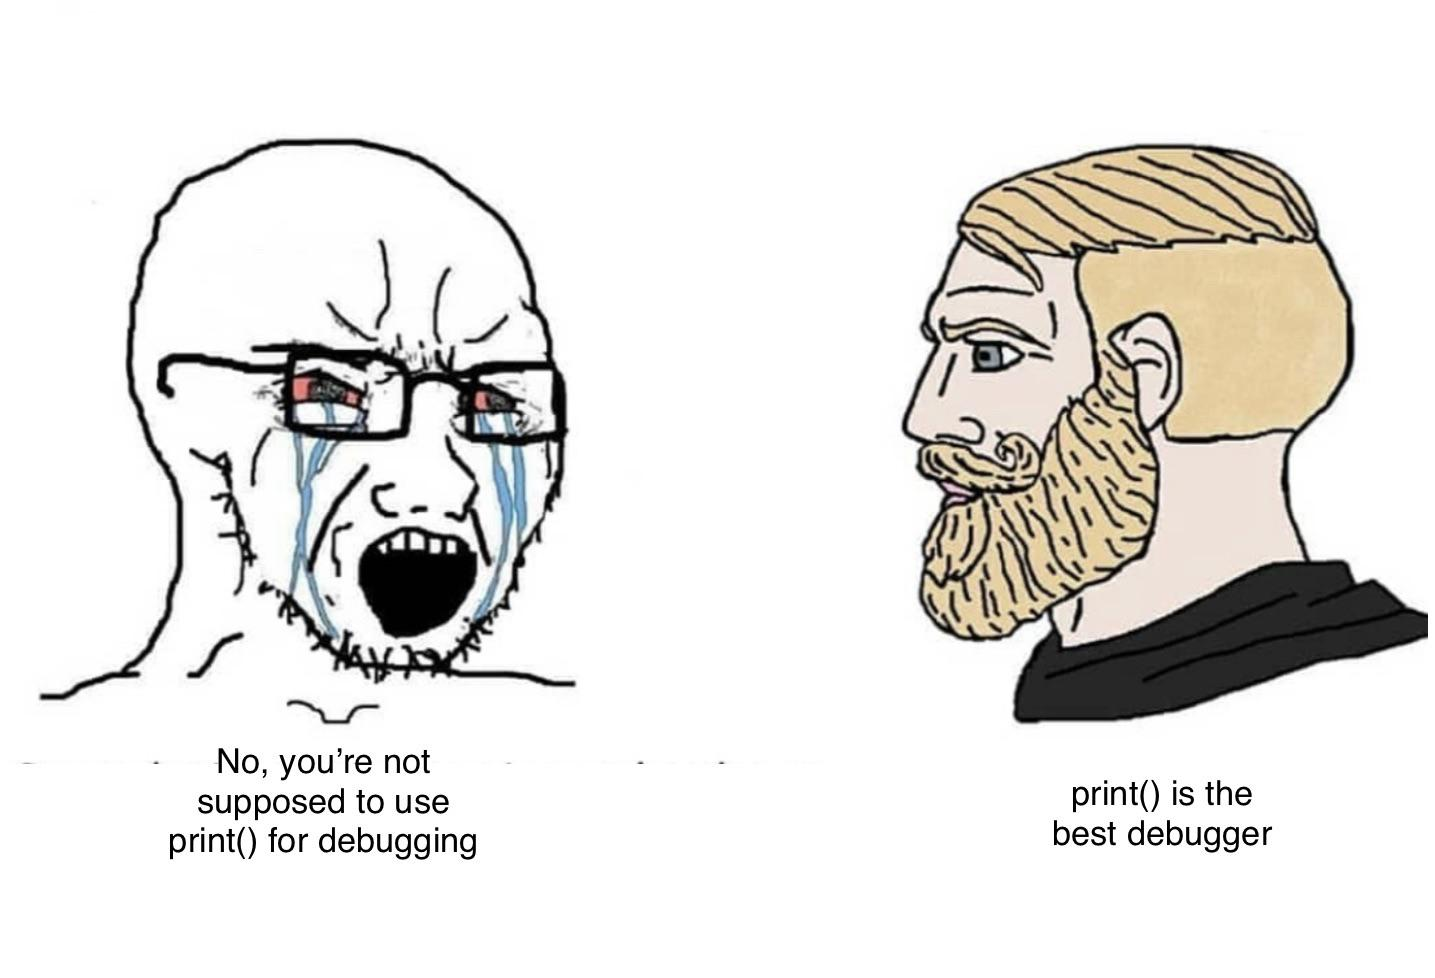 No, you’re not
supposed to use
print() for debugging
print() is the
best debugger